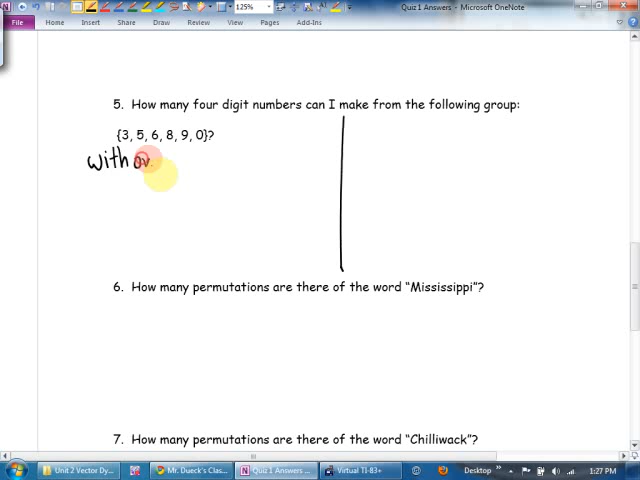 Quiz 1 Answers - Microsoft OneNote
125%
File Home Insert Share Draw Review View Page Setup Add-Ins
5. How many four digit numbers can I make from the following group:
{3, 5, 6, 8, 9, 0}?
with
6. How many permutations are there of the word “Mississippi”?
7. How many permutations are there of the word “Chilliwack”?
Unit 2 Vector Dy... Mr. Dueck's Class... Quiz 1 Answers ... Virtual TI-83+ Desktop 1:27 PM